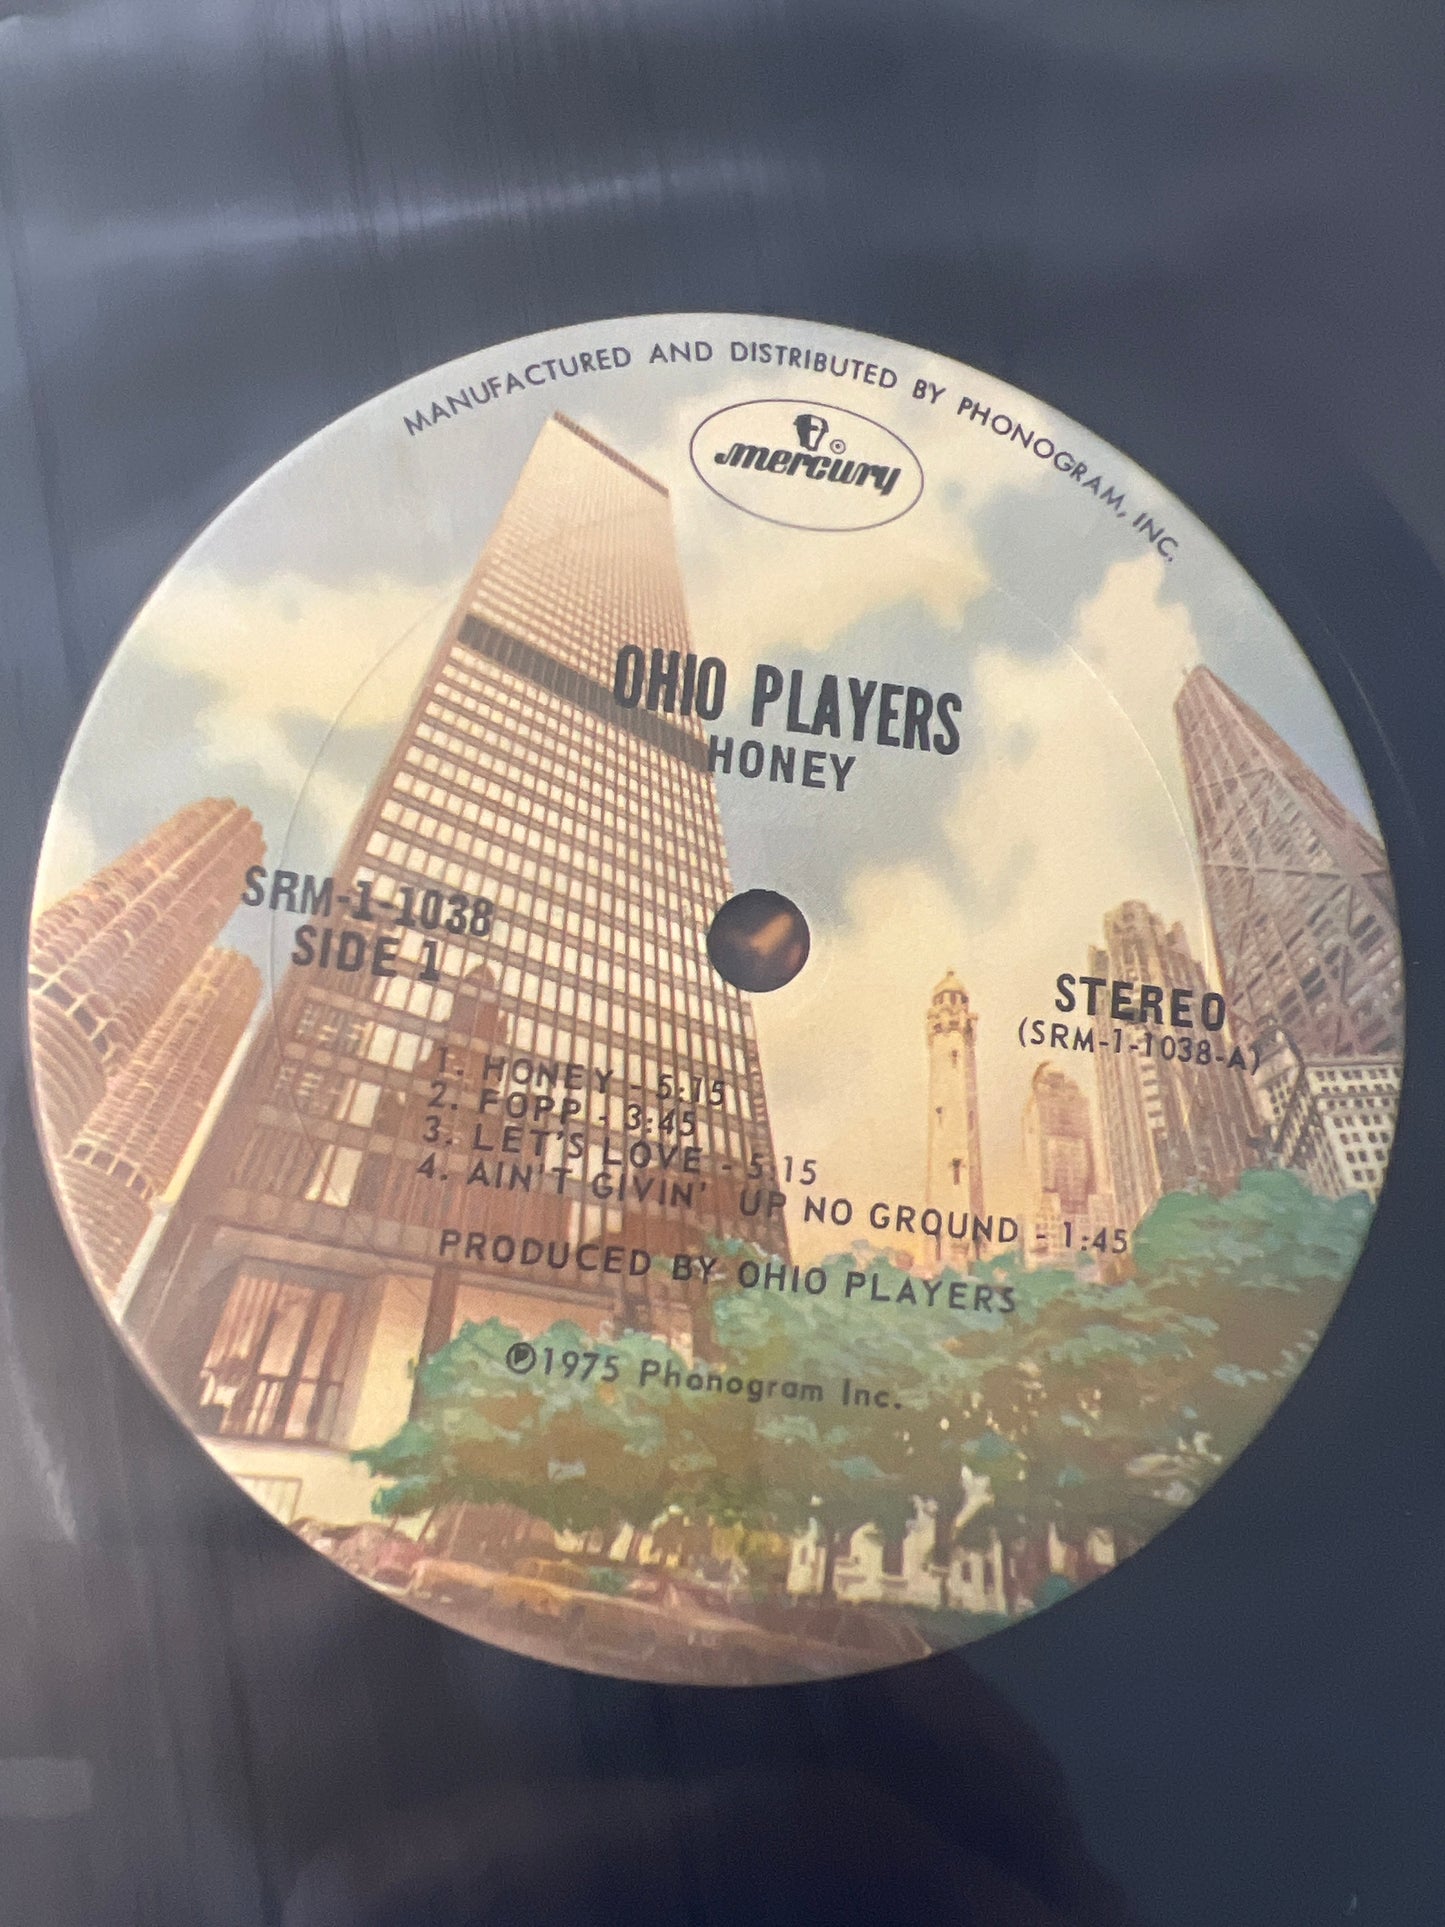 MANUFACTURED AND DISTRIBUTED BY PHONOGRAM, INC.
mercury ®
OHIO PLAYERS
HONEY
SRM-1-1038
SIDE 1
STEREO
(SRM-1-1038-A)
1. HONEY - 5:15
2. FOPP - 3:45
3. LET'S LOVE - 5:15
4. AIN'T GIVIN' UP NO GROUND - 1:45
PRODUCED BY OHIO PLAYERS
℗1975 Phonogram Inc.